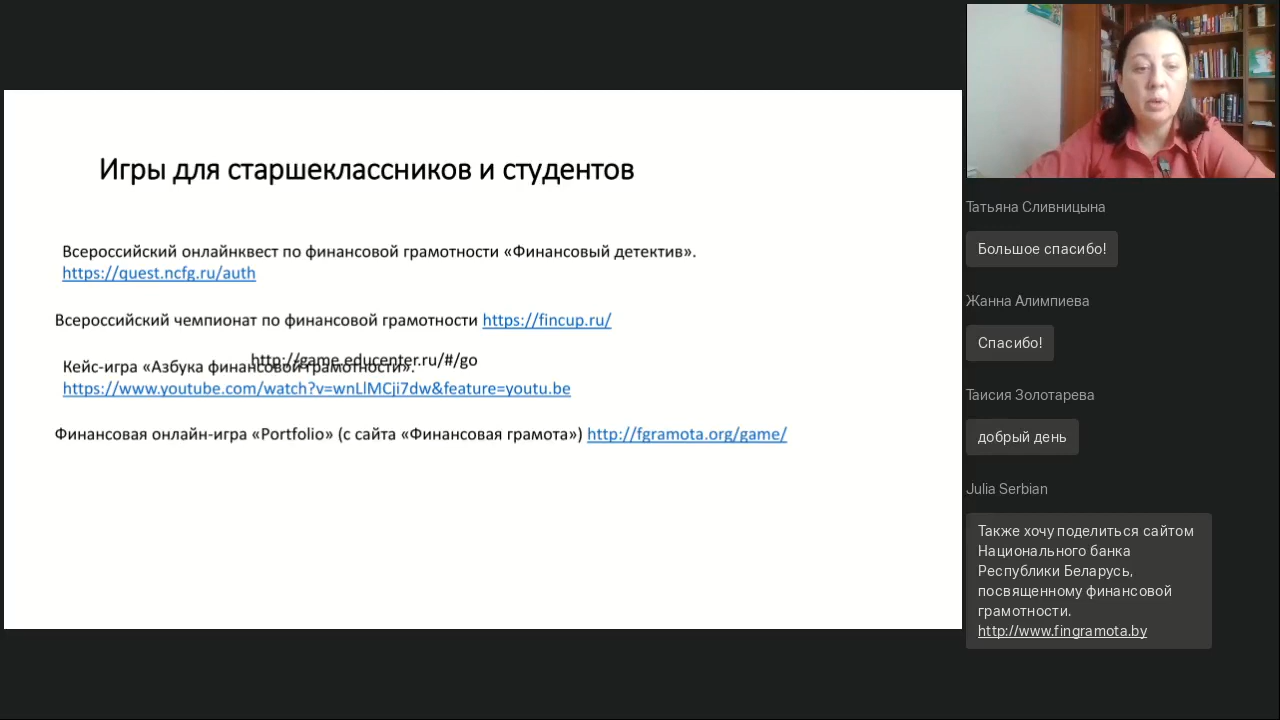 Игры для старшеклассников и студентов
Всероссийский онлайнквест по финансовой грамотности «Финансовый детектив».
https://quest.ncfg.ru/auth
Всероссийский чемпионат по финансовой грамотности https://fincup.ru/
http://game.educenter.ru/#/go
Кейс-игра «Азбука финансовой грамотности».
https://www.youtube.com/watch?v=wnLlMCji7dw&feature=youtu.be
Финансовая онлайн-игра «Portfolio» (с сайта «Финансовая грамота») http://fgramota.org/game/
Татьяна Сливницына
Большое спасибо!
Жанна Алимпиева
Спасибо!
Таисия Золотарева
добрый день
Julia Serbian
Также хочу поделиться сайтом
Национального банка
Республики Беларусь,
посвященному финансовой
грамотности.
http://www.fingramota.by